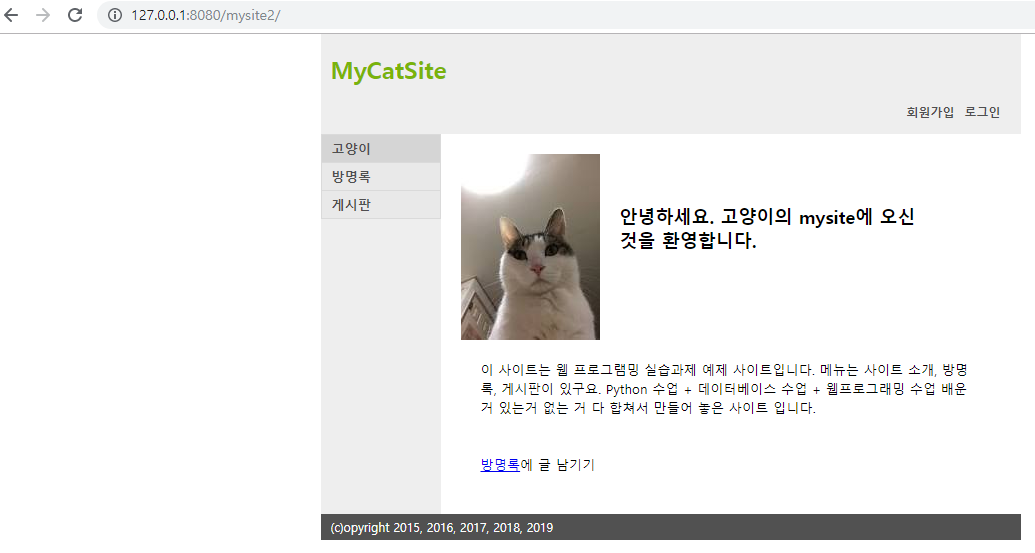 127.0.0.1:8080/mysite2/
MyCatSite
회원가입 로그인
고양이
방명록
게시판
안녕하세요. 고양이의 mysite에 오신
것을 환영합니다.
이 사이트는 웹 프로그램밍 실습과제 예제 사이트입니다. 메뉴는 사이트 소개, 방명
록, 게시판이 있구요. Python 수업 + 데이터베이스 수업 + 웹프로그래밍 수업 배운
거 있는거 없는 거 다 합쳐서 만들어 놓은 사이트 입니다.
방명록에 글 남기기
(c)opyright 2015, 2016, 2017, 2018, 2019